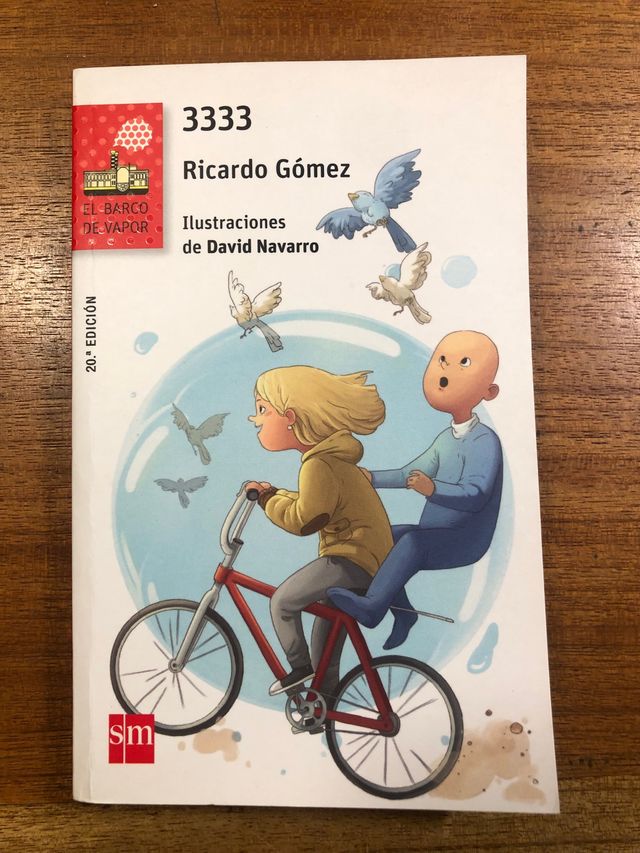 3333
Ricardo Gómez
Ilustraciones
de David Navarro
EL BARCO
DE VAPOR
20.ª EDICIÓN
sm